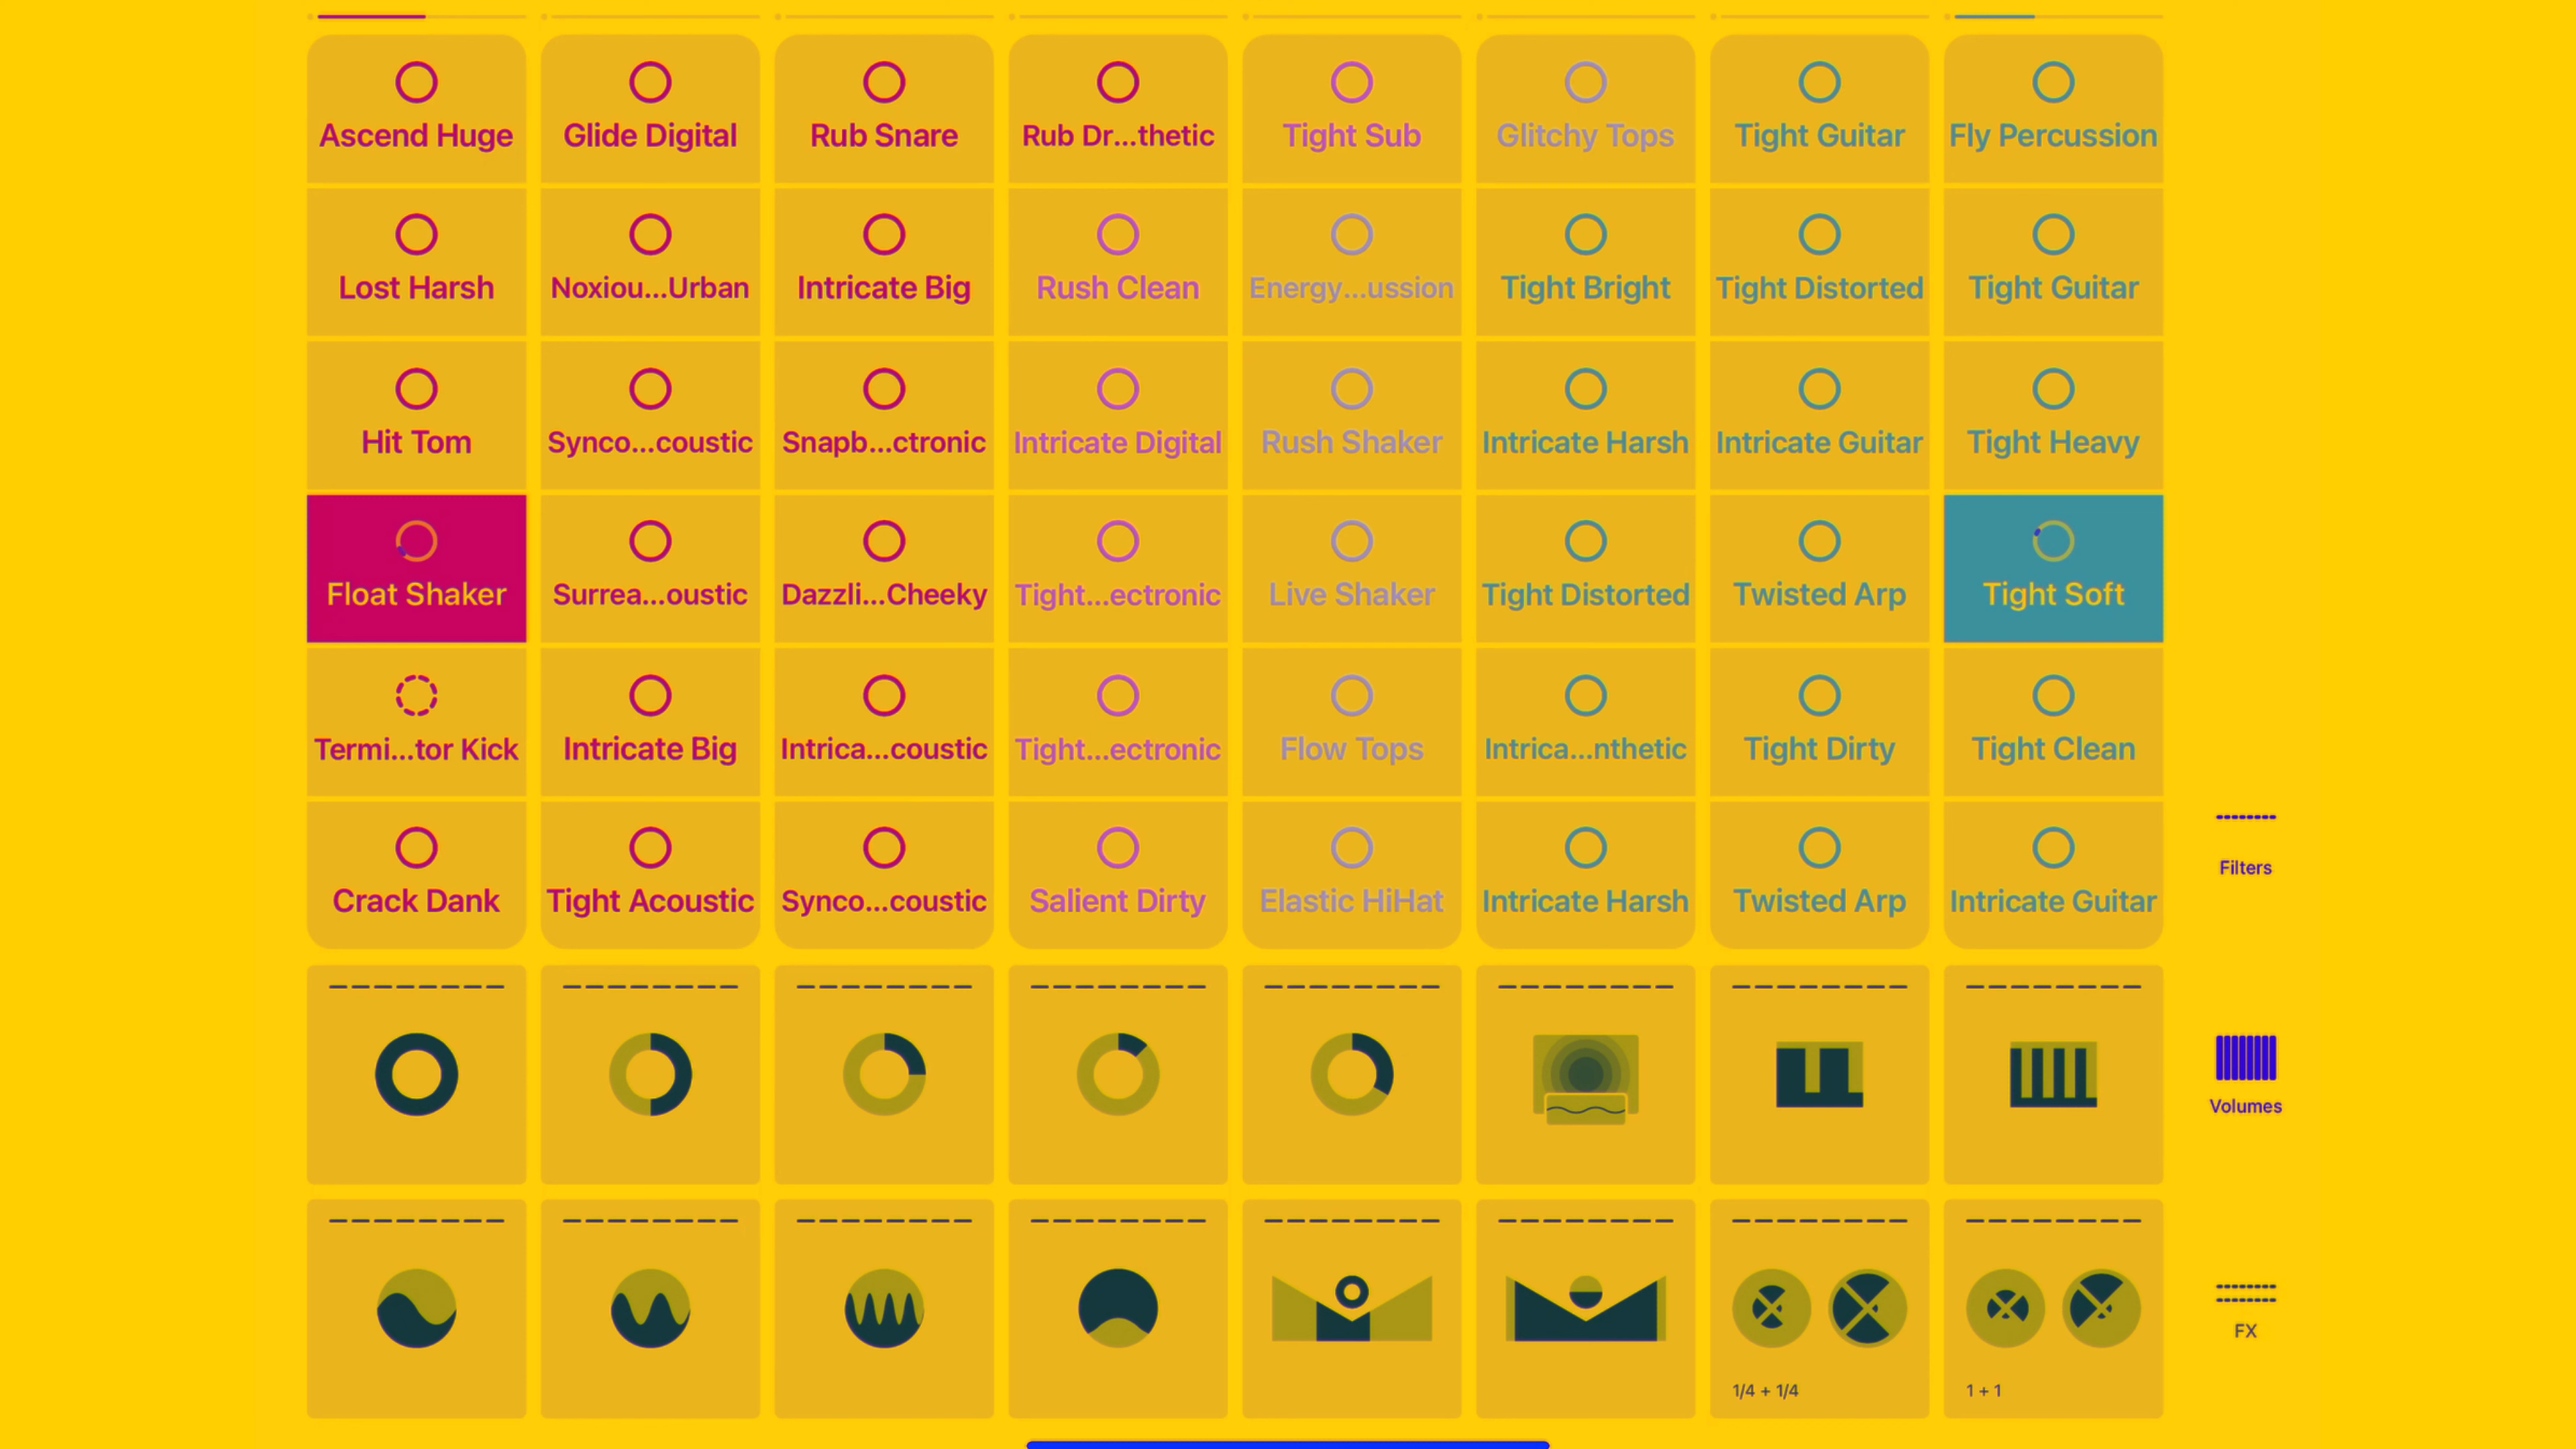 Ascend Huge
Glide Digital
Rub Snare
Rub Dr...thetic
Tight Sub
Glitchy Tops
Tight Guitar
Fly Percussion
Lost Harsh
Noxiou...Urban
Intricate Big
Rush Clean
Energy...ussion
Tight Bright
Tight Distorted
Tight Guitar
Hit Tom
Synco...coustic
Snapb...ctronic
Intricate Digital
Rush Shaker
Intricate Harsh
Intricate Guitar
Tight Heavy
Float Shaker
Surrea...oustic
Dazzli...Cheeky
Tight...ectronic
Live Shaker
Tight Distorted
Twisted Arp
Tight Soft
Termi...tor Kick
Intricate Big
Intrica...coustic
Tight...ectronic
Flow Tops
Intrica...nthetic
Tight Dirty
Tight Clean
Crack Dank
Tight Acoustic
Synco...coustic
Salient Dirty
Elastic HiHat
Intricate Harsh
Twisted Arp
Intricate Guitar
Filters
Volumes
FX
1/4 + 1/4
1 + 1